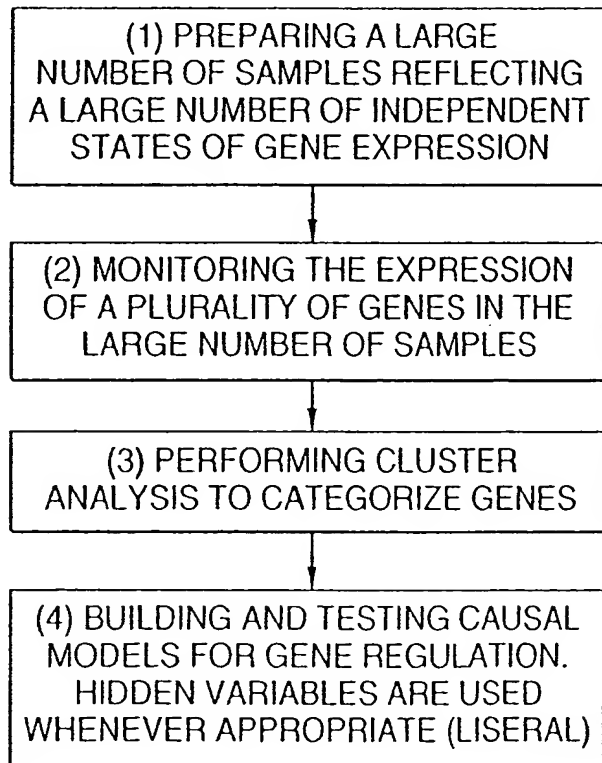 (1) PREPARING A LARGE
NUMBER OF SAMPLES REFLECTING
A LARGE NUMBER OF INDEPENDENT
STATES OF GENE EXPRESSION
(2) MONITORING THE EXPRESSION
OF A PLURALITY OF GENES IN THE
LARGE NUMBER OF SAMPLES
(3) PERFORMING CLUSTER
ANALYSIS TO CATEGORIZE GENES
(4) BUILDING AND TESTING CAUSAL
MODELS FOR GENE REGULATION.
HIDDEN VARIABLES ARE USED
WHENEVER APPROPRIATE (LISERAL)